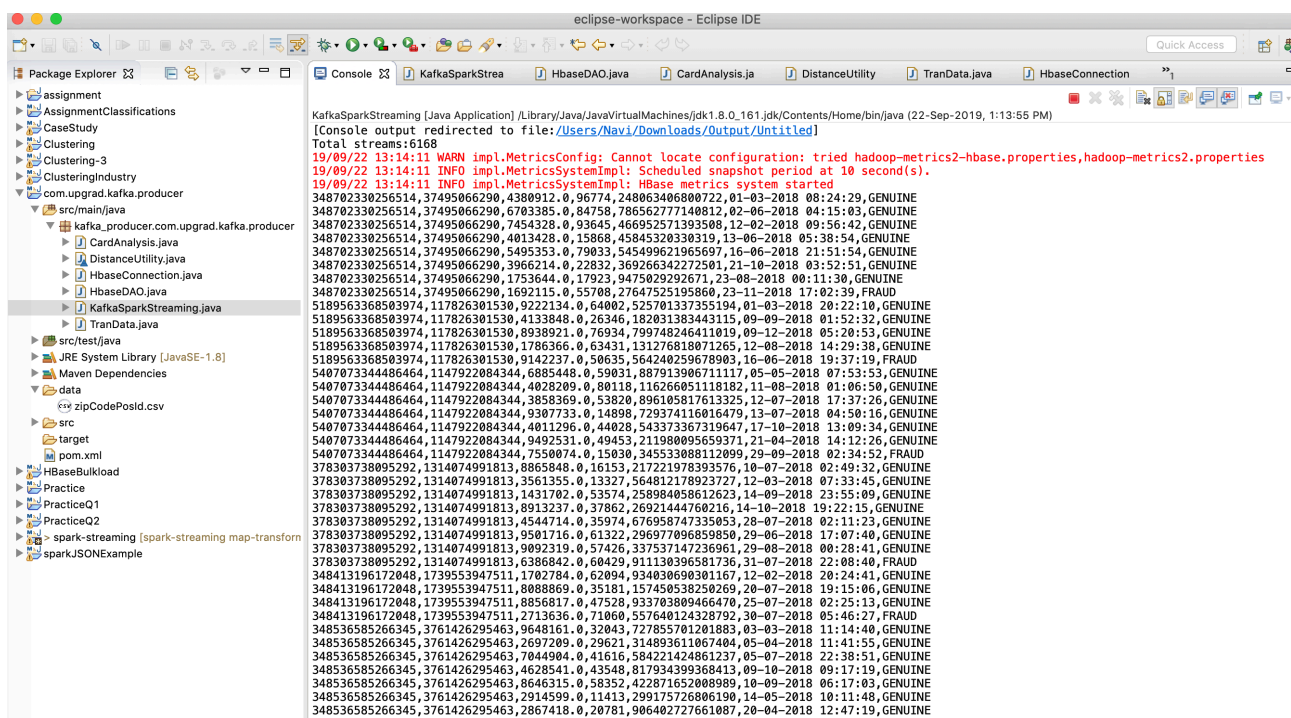 eclipse-workspace - Eclipse IDE
Quick Access
Package Explorer
Console
KafkaSparkStrea
HbaseDAO.java
CardAnalysis.ja
DistanceUtility
TranData.java
HbaseConnection
»1
assignment
AssignmentClassifications
CaseStudy
Clustering
Clustering-3
ClusteringIndustry
com.upgrad.kafka.producer
src/main/java
kafka_producer.com.upgrad.kafka.producer
CardAnalysis.java
DistanceUtility.java
HbaseConnection.java
HbaseDAO.java
KafkaSparkStreaming.java
TranData.java
src/test/java
JRE System Library [JavaSE-1.8]
Maven Dependencies
data
zipCodePosId.csv
src
target
pom.xml
HBaseBulkload
Practice
PracticeQ1
PracticeQ2
> spark-streaming [spark-streaming map-transforn
sparkJSONExample
KafkaSparkStreaming [Java Application] /Library/Java/JavaVirtualMachines/jdk1.8.0_161.jdk/Contents/Home/bin/java (22-Sep-2019, 1:13:55 PM)
[Console output redirected to file:/Users/Navi/Downloads/Output/Untitled]
Total streams:6168
19/09/22 13:14:11 WARN impl.MetricsConfig: Cannot locate configuration: tried hadoop-metrics2-hbase.properties,hadoop-metrics2.properties
19/09/22 13:14:11 INFO impl.MetricsSystemImpl: Scheduled snapshot period at 10 second(s).
19/09/22 13:14:11 INFO impl.MetricsSystemImpl: HBase metrics system started
348702330256514,37495066290,4380912.0,96774,248063406800722,01-03-2018 08:24:29,GENUINE
348702330256514,37495066290,6703385.0,84758,786562777140812,02-06-2018 04:15:03,GENUINE
348702330256514,37495066290,7454328.0,93645,466952571393508,12-02-2018 09:56:42,GENUINE
348702330256514,37495066290,4013428.0,15868,45845320330319,13-06-2018 05:38:54,GENUINE
348702330256514,37495066290,5495353.0,79033,545499621965697,16-06-2018 21:51:54,GENUINE
348702330256514,37495066290,3966214.0,22832,369266342272501,21-10-2018 03:52:51,GENUINE
348702330256514,37495066290,1753644.0,17923,9475029292671,23-08-2018 00:11:30,GENUINE
348702330256514,37495066290,1692115.0,55708,27647525195860,23-11-2018 17:02:39,FRAUD
5189563368503974,117826301530,9222134.0,64002,525701337355194,01-03-2018 20:22:10,GENUINE
5189563368503974,117826301530,4133848.0,26346,182031383443115,09-09-2018 01:52:32,GENUINE
5189563368503974,117826301530,8938921.0,76934,799748246411019,09-12-2018 05:20:53,GENUINE
5189563368503974,117826301530,1786366.0,63431,131276818071265,12-08-2018 14:29:38,GENUINE
5189563368503974,117826301530,9142237.0,50635,564240259678903,16-06-2018 19:37:19,FRAUD
5407073344486464,1147922084344,6885448.0,59031,887913906711117,05-05-2018 07:53:53,GENUINE
5407073344486464,1147922084344,4028209.0,80118,116266051118182,11-08-2018 01:06:50,GENUINE
5407073344486464,1147922084344,3858369.0,53820,896105817613325,12-07-2018 17:37:26,GENUINE
5407073344486464,1147922084344,9307733.0,14898,729374116016479,13-07-2018 04:50:16,GENUINE
5407073344486464,1147922084344,4011296.0,44028,543373367319647,17-10-2018 13:09:34,GENUINE
5407073344486464,1147922084344,9492531.0,49453,211980095659371,21-04-2018 14:12:26,GENUINE
5407073344486464,1147922084344,7550074.0,15030,345533088112099,29-09-2018 02:34:52,FRAUD
378303738095292,1314074991813,8865848.0,16153,217221978393576,10-07-2018 02:49:32,GENUINE
378303738095292,1314074991813,3561355.0,13327,564812178923727,12-03-2018 07:33:45,GENUINE
378303738095292,1314074991813,1431702.0,53574,258984058612623,14-09-2018 23:55:09,GENUINE
378303738095292,1314074991813,8913237.0,37862,26921444760216,14-10-2018 19:22:15,GENUINE
378303738095292,1314074991813,4544714.0,35974,676958747335053,28-07-2018 02:11:23,GENUINE
378303738095292,1314074991813,9501716.0,61322,296977096859850,29-06-2018 17:07:40,GENUINE
378303738095292,1314074991813,9092319.0,57426,337537147236961,29-08-2018 00:28:41,GENUINE
378303738095292,1314074991813,6386842.0,60429,911130396581736,31-07-2018 22:08:40,FRAUD
348413196172048,1739553947511,1702784.0,62094,934030690301167,12-02-2018 20:24:41,GENUINE
348413196172048,1739553947511,8088869.0,35181,157450538250269,20-07-2018 19:15:06,GENUINE
348413196172048,1739553947511,8856817.0,47528,933703809466470,25-07-2018 02:25:13,GENUINE
348413196172048,1739553947511,2713636.0,71060,557640124328792,30-07-2018 05:46:27,FRAUD
348536585266345,3761426295463,9648161.0,32043,727855701201883,03-03-2018 11:14:40,GENUINE
348536585266345,3761426295463,2697209.0,29621,314893611067404,05-04-2018 11:41:55,GENUINE
348536585266345,3761426295463,7044904.0,41616,584221424861237,05-07-2018 22:38:51,GENUINE
348536585266345,3761426295463,4628541.0,43548,817934399368413,09-10-2018 09:17:19,GENUINE
348536585266345,3761426295463,8646315.0,58352,422871652008989,10-09-2018 06:17:03,GENUINE
348536585266345,3761426295463,2914599.0,11413,299175726806190,14-05-2018 10:11:48,GENUINE
348536585266345,3761426295463,2867418.0,20781,906402727661087,20-04-2018 12:47:19,GENUINE